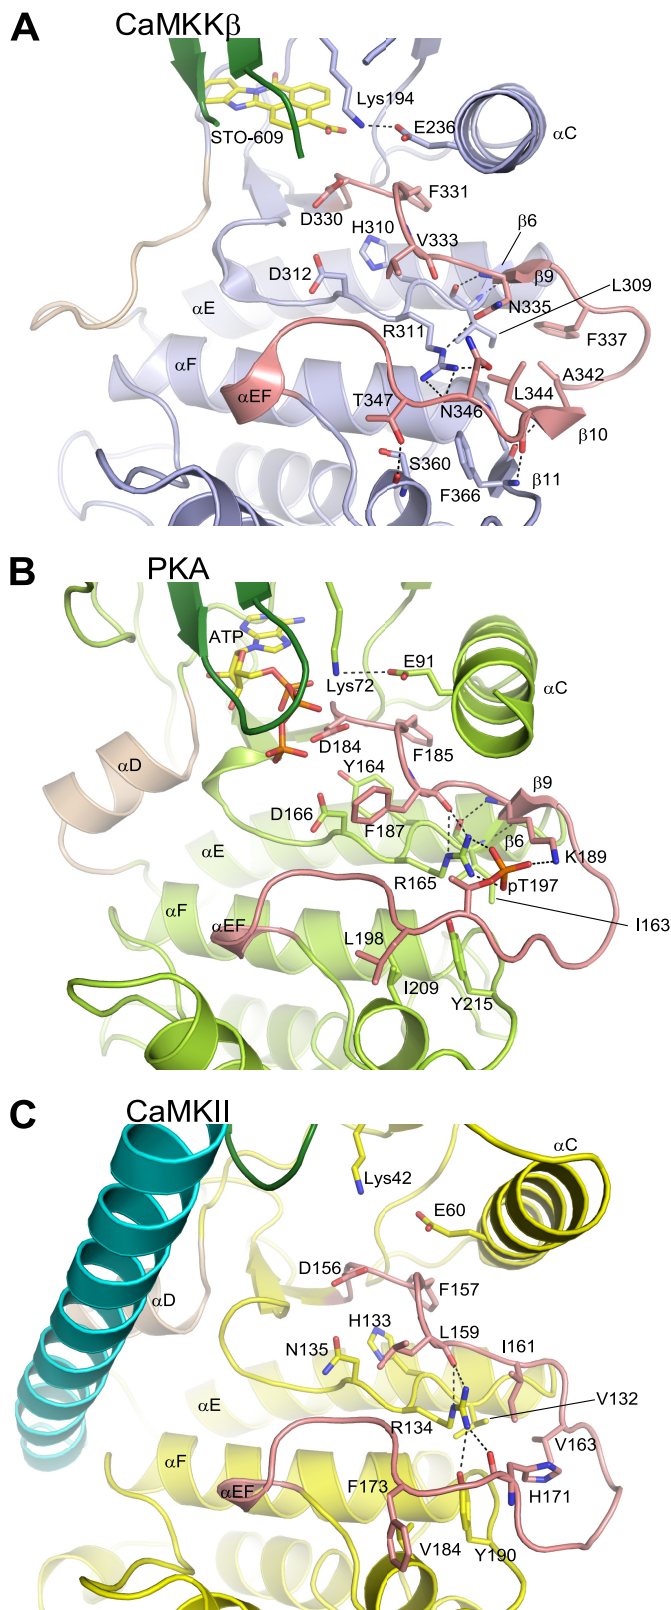 A
CaMKKβ
Lys194
STO-609
E236
αC
F331
D330
H310
V333
β6
D312
β9
L309
N335
αE
R311
F337
αF
A342
αEF
T347
N346
L344
β10
S360
F366
β11
B
PKA
ATP
E91
Lys72
αC
D184
F185
Y164
αD
D166
F187
β9
β6
αE
K189
R165
pT197
αF
I163
αEF
L198
I209
Y215
C
CaMKII
αC
Lys42
E60
D156
F157
αD
H133
L159
N135
I161
αE
V132
R134
V163
αF
F173
H171
αEF
V184
Y190